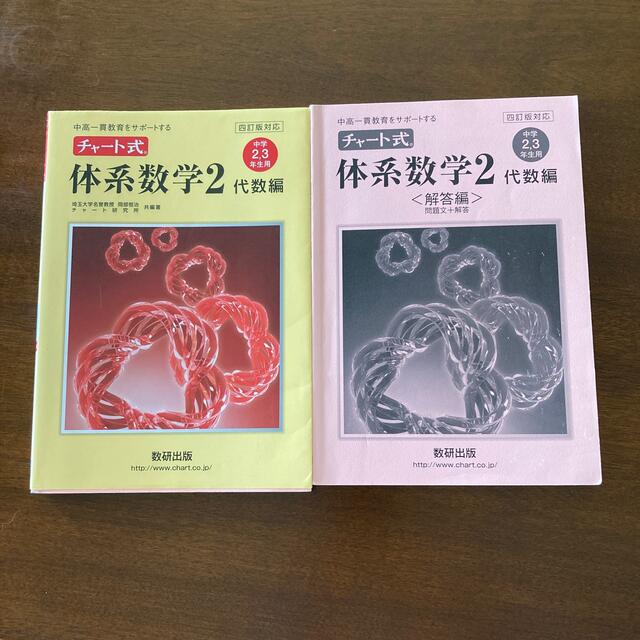 中高一貫教育をサポートする
四訂版対応
チャート式®
中学
2,3
年生用
体系数学2 代数編
埼玉大学名誉教授 岡部恒治
チャート研究所 共編著
数研出版
http://www.chart.co.jp/
中高一貫教育をサポートする
四訂版対応
チャート式®
中学
2,3
年生用
体系数学2 代数編
<解答編>
問題文+解答
数研出版
http://www.chart.co.jp/